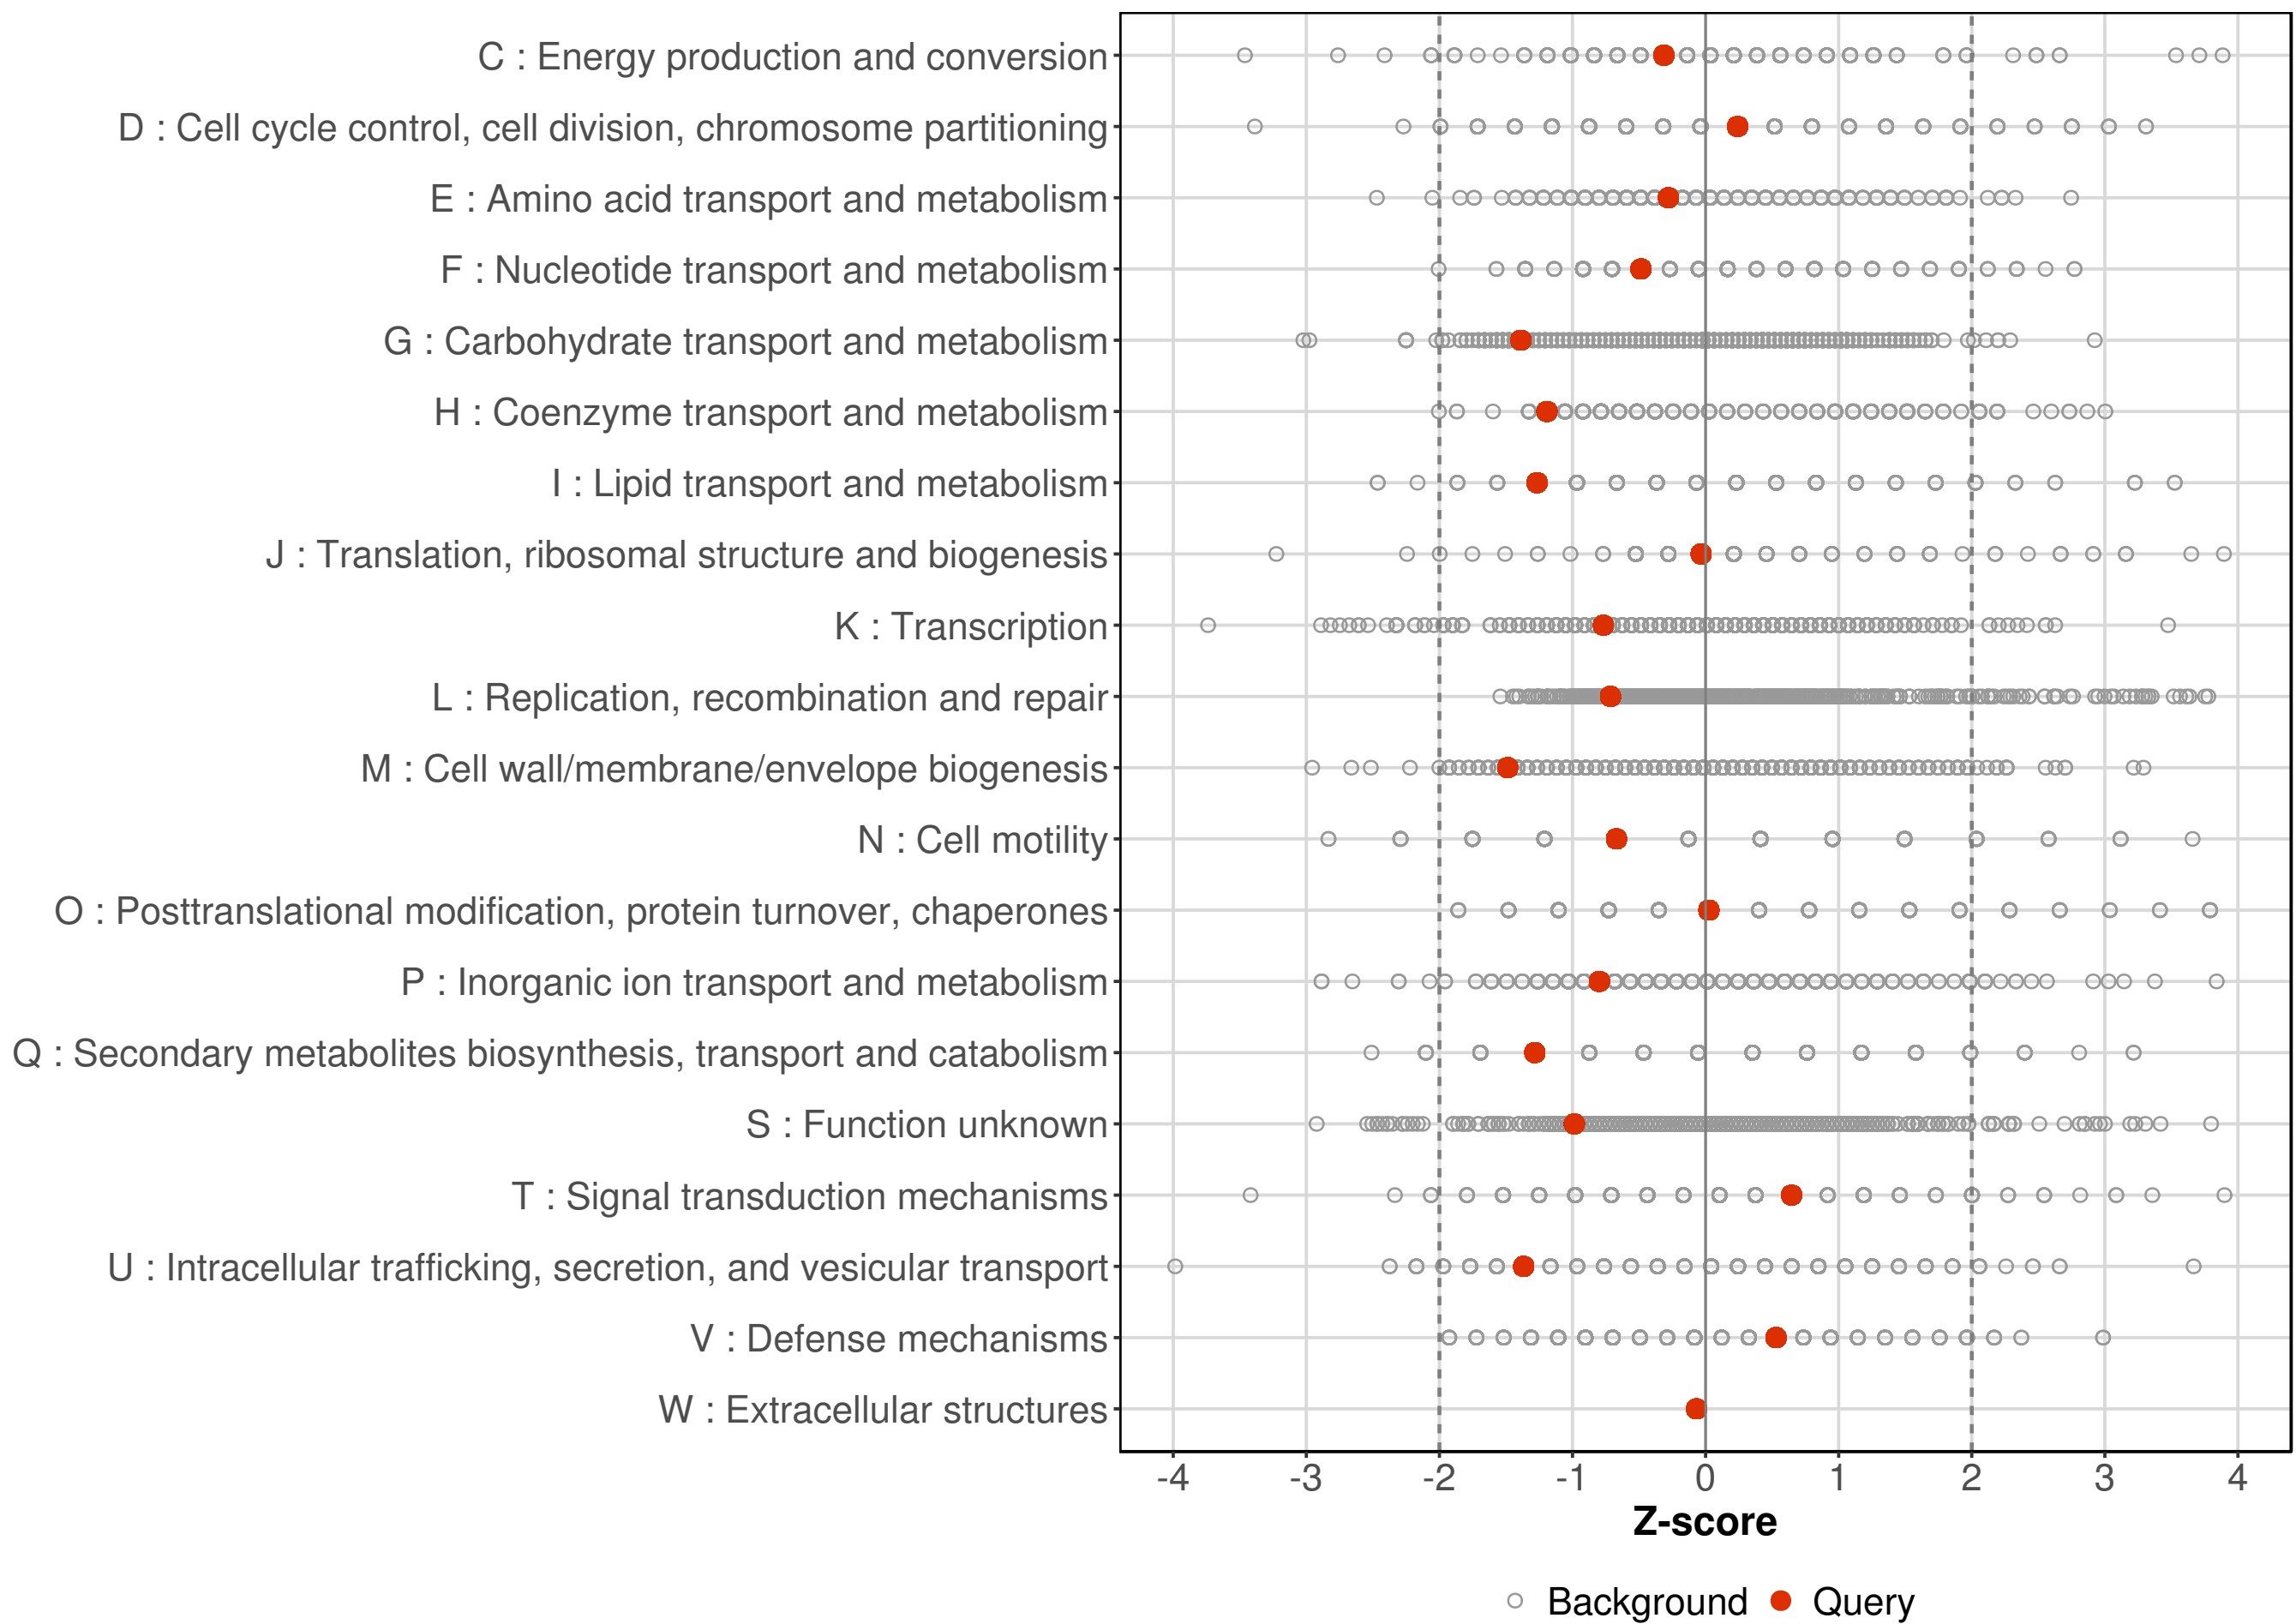 C : Energy production and conversion
D : Cell cycle control, cell division, chromosome partitioning
E : Amino acid transport and metabolism
F : Nucleotide transport and metabolism
G : Carbohydrate transport and metabolism
H : Coenzyme transport and metabolism
I : Lipid transport and metabolism
J : Translation, ribosomal structure and biogenesis
K : Transcription
L : Replication, recombination and repair
M : Cell wall/membrane/envelope biogenesis
N : Cell motility
O : Posttranslational modification, protein turnover, chaperones
P : Inorganic ion transport and metabolism
Q : Secondary metabolites biosynthesis, transport and catabolism
S : Function unknown
T : Signal transduction mechanisms
U : Intracellular trafficking, secretion, and vesicular transport
V : Defense mechanisms
W : Extracellular structures
-4 -3 -2 -1 0 1 2 3 4
Z-score
Background Query